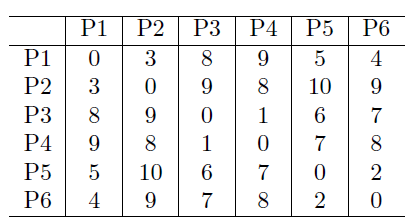 P1 P2 P3 P4 P5 P6
P1 0 3 8 9 5 4
P2 3 0 9 8 10 9
P3 8 9 0 1 6 7
P4 9 8 1 0 7 8
P5 5 10 6 7 0 2
P6 4 9 7 8 2 0